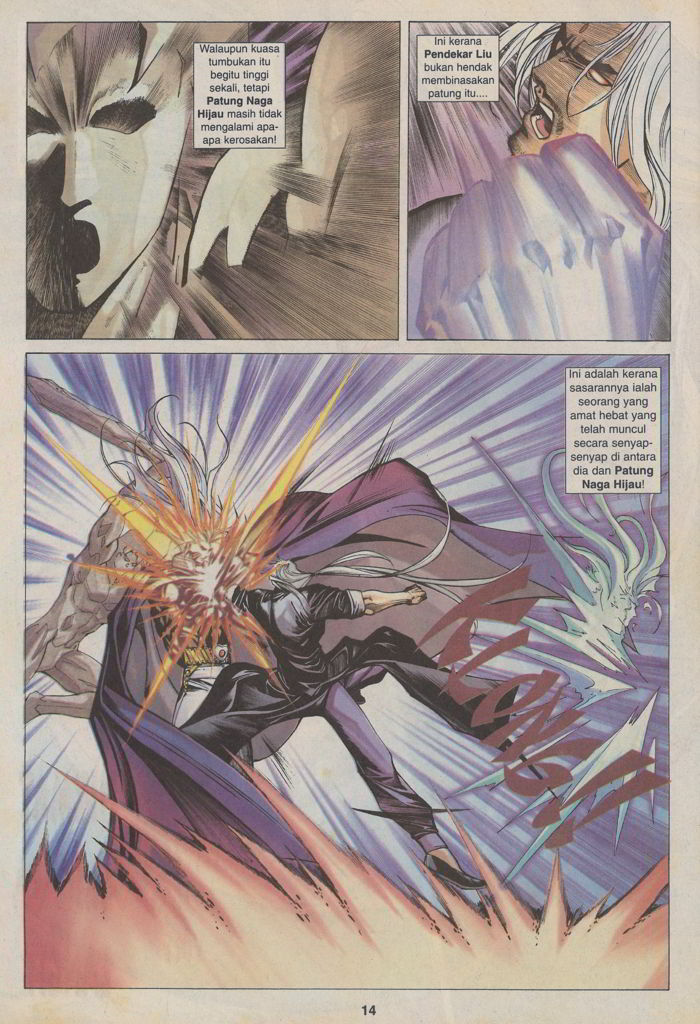 Walaupun kuasa
tumbukan itu
begitu tinggi
sekali, tetapi
Patung Naga
Hijau masih tidak
mengalami apa-
apa kerosakan!
Ini kerana
Pendekar Liu
bukan hendak
membinasakan
patung itu....
Ini adalah kerana
sasarannya ialah
seorang yang
amat hebat yang
telah muncul
secara senyap-
senyap di antara
dia dan Patung
Naga Hijau!
KLONG!!
14